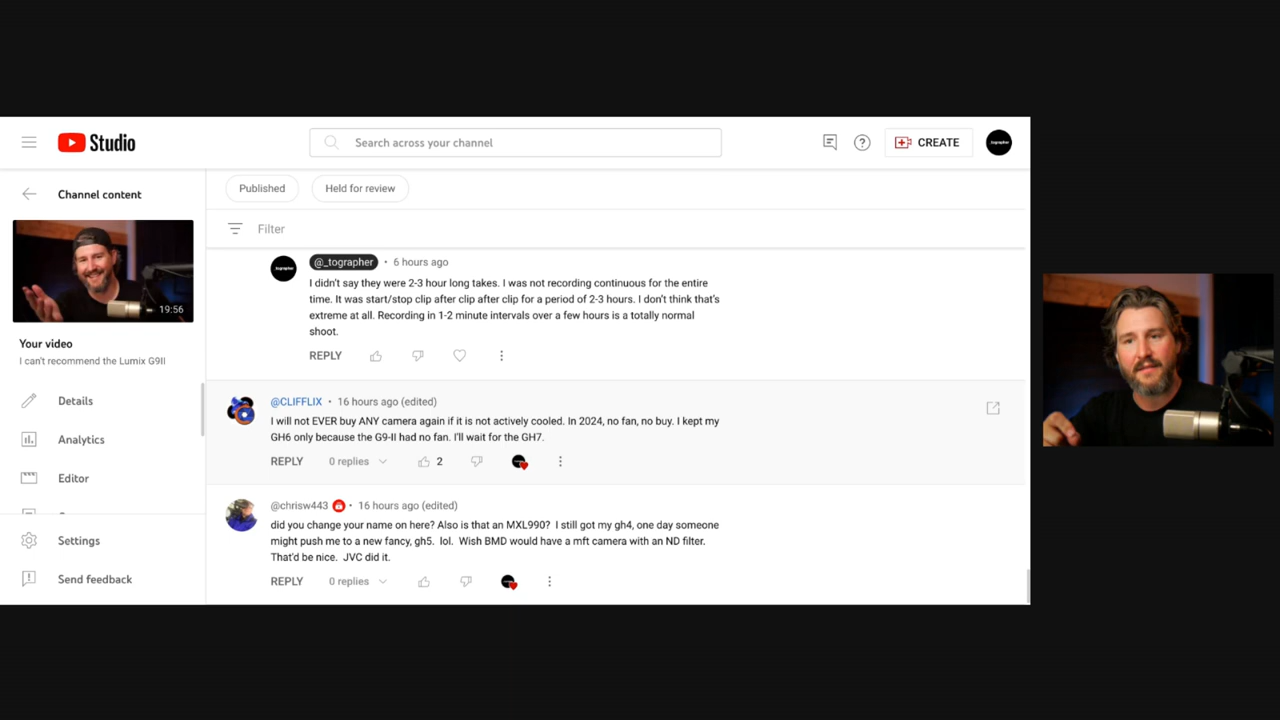 Studio
Search across your channel
CREATE
Channel content
Published
Held for review
Filter
19:56
Your video
I can't recommend the Lumix G9II
Details
Analytics
Editor
Settings
Send feedback
@_tographer • 6 hours ago
I didn't say they were 2-3 hour long takes. I was not recording continuous for the entire
time. It was start/stop clip after clip after clip for a period of 2-3 hours. I don't think that's
extreme at all. Recording in 1-2 minute intervals over a few hours is a totally normal
shoot.
REPLY
@CLIFFLIX • 16 hours ago (edited)
I will not EVER buy ANY camera again if it is not actively cooled. In 2024, no fan, no buy. I kept my
GH6 only because the G9-II had no fan. I'll wait for the GH7.
REPLY 0 replies 2
@chrisw443 • 16 hours ago (edited)
did you change your name on here? Also is that an MXL990? I still got my gh4, one day someone
might push me to a new fancy, gh5. lol. Wish BMD would have a mft camera with an ND filter.
That'd be nice. JVC did it.
REPLY 0 replies